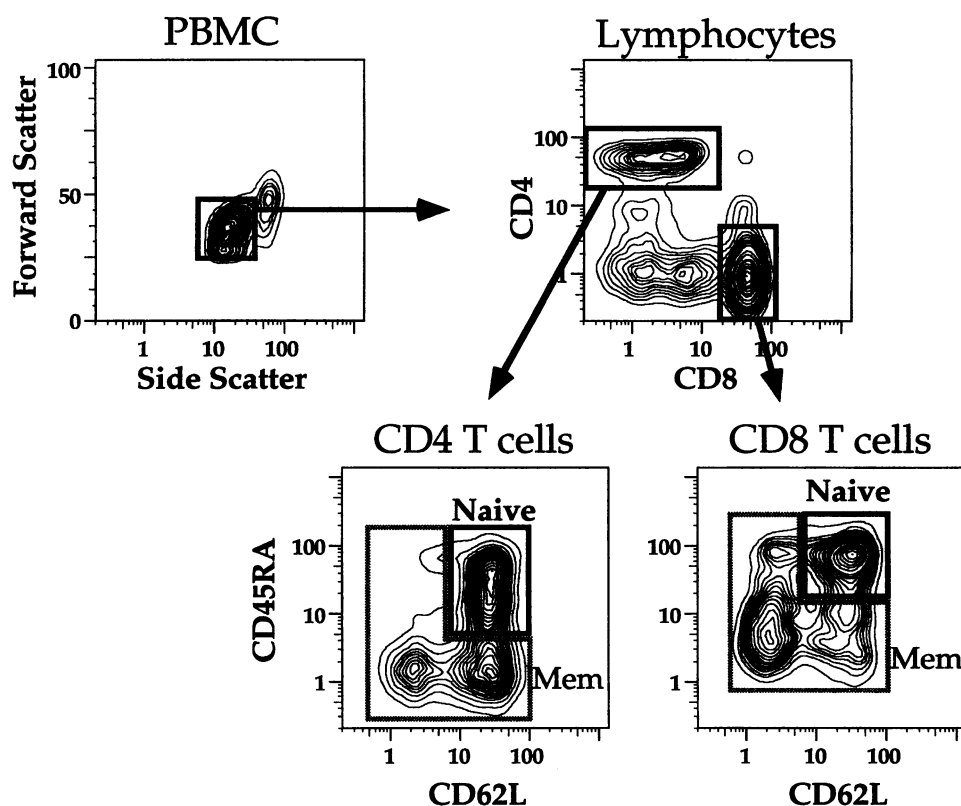 PBMC
Lymphocytes
100
50
0
Forward Scatter
1 10 100
Side Scatter
100
10
1
CD4
1 10 100
CD8
CD4 T cells
CD8 T cells
Naive
Naive
100
10
1
CD45RA
Mem
100
10
1
Mem
1 10 100
CD62L
1 10 100
CD62L